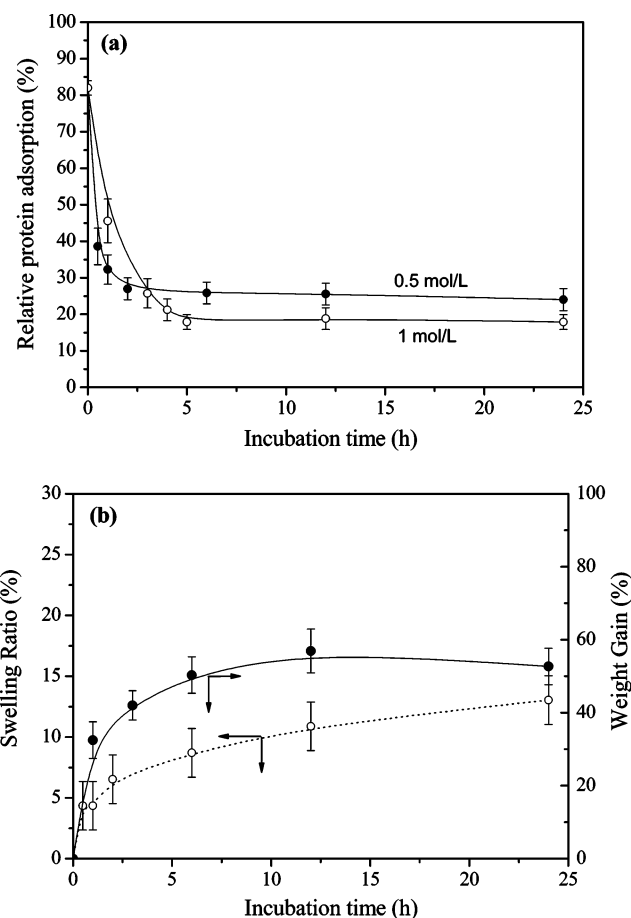 100
(a)
90
80
70
60
50
40
30
20
10
0
Relative protein adsorption (%)
0.5 mol/L
1 mol/L
0 5 10 15 20 25
Incubation time (h)
30
25
20
15
10
5
0
Swelling Ratio (%)
(b)
100
80
60
40
20
0
Weight Gain (%)
0 5 10 15 20 25
Incubation time (h)